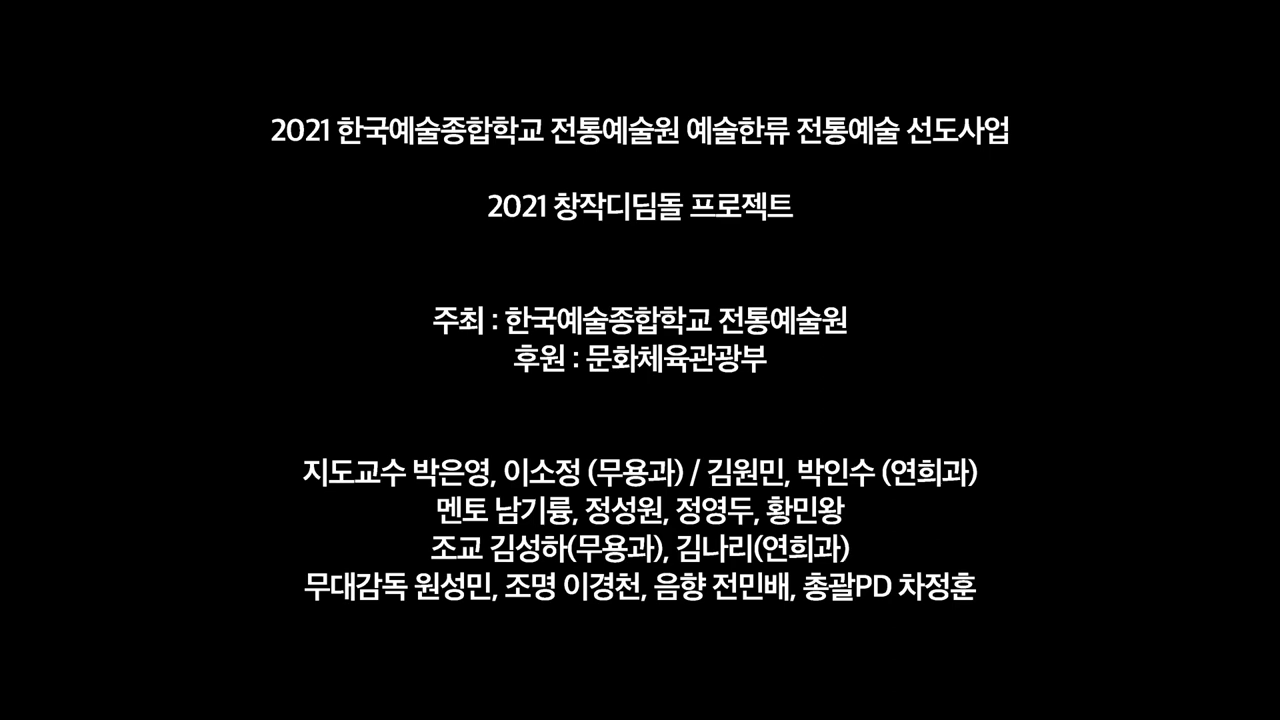 2021 한국예술종합학교 전통예술원 예술한류 전통예술 선도사업
2021 창작디딤돌 프로젝트
주최 : 한국예술종합학교 전통예술원
후원 : 문화체육관광부
지도교수 박은영, 이소정 (무용과) / 김원민, 박인수 (연희과)
멘토 남기륭, 정성원, 정영두, 황민왕
조교 김성하(무용과), 김나리(연희과)
무대감독 원성민, 조명 이경천, 음향 전민배, 총괄PD 차정훈